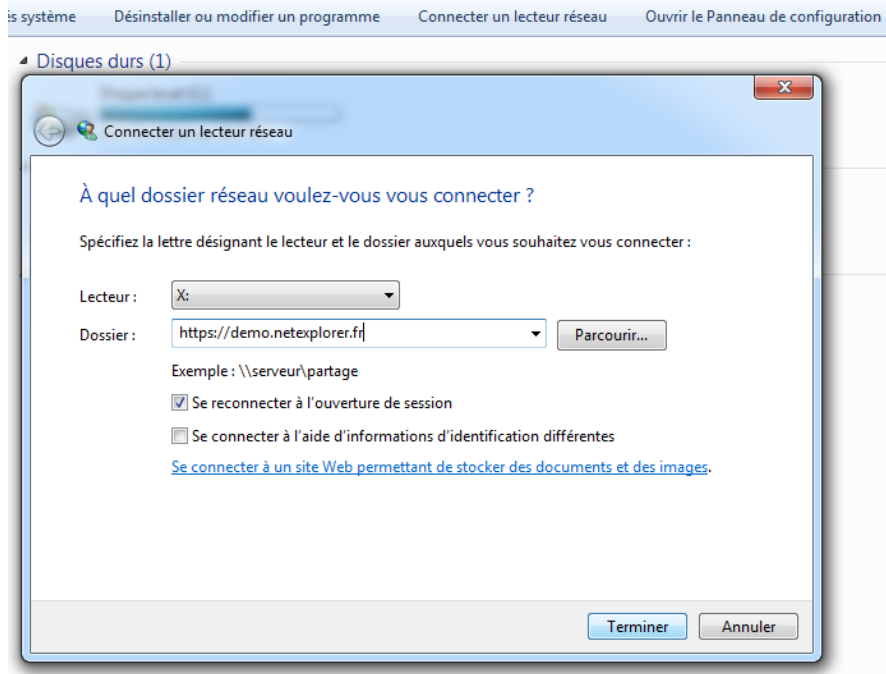 és système Désinstaller ou modifier un programme Connecter un lecteur réseau Ouvrir le Panneau de configuration
Disques durs (1)
Connecter un lecteur réseau
À quel dossier réseau voulez-vous vous connecter ?
Spécifiez la lettre désignant le lecteur et le dossier auxquels vous souhaitez vous connecter :
Lecteur : X:
Dossier : https://demo.netexplorer.fr Parcourir...
Exemple : \\serveur\partage
Se reconnecter à l'ouverture de session
Se connecter à l'aide d'informations d'identification différentes
Se connecter à un site Web permettant de stocker des documents et des images.
Terminer Annuler